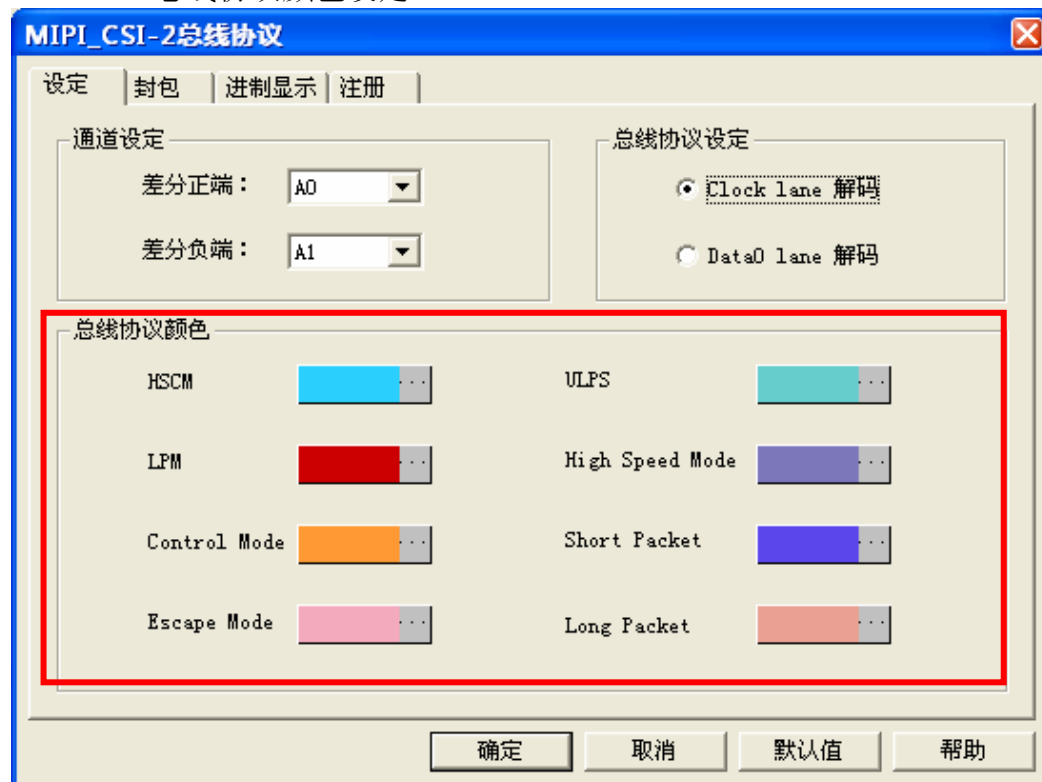 MIPI_CSI-2总线协议
设定 封包 进制显示 注册
通道设定
差分正端： A0
差分负端： A1
总线协议设定
Clock lane 解码
Data0 lane 解码
总线协议颜色
HSCM ... ULPS ...
LPM ... High Speed Mode ...
Control Mode ... Short Packet ...
Escape Mode ... Long Packet ...
确定 取消 默认值 帮助